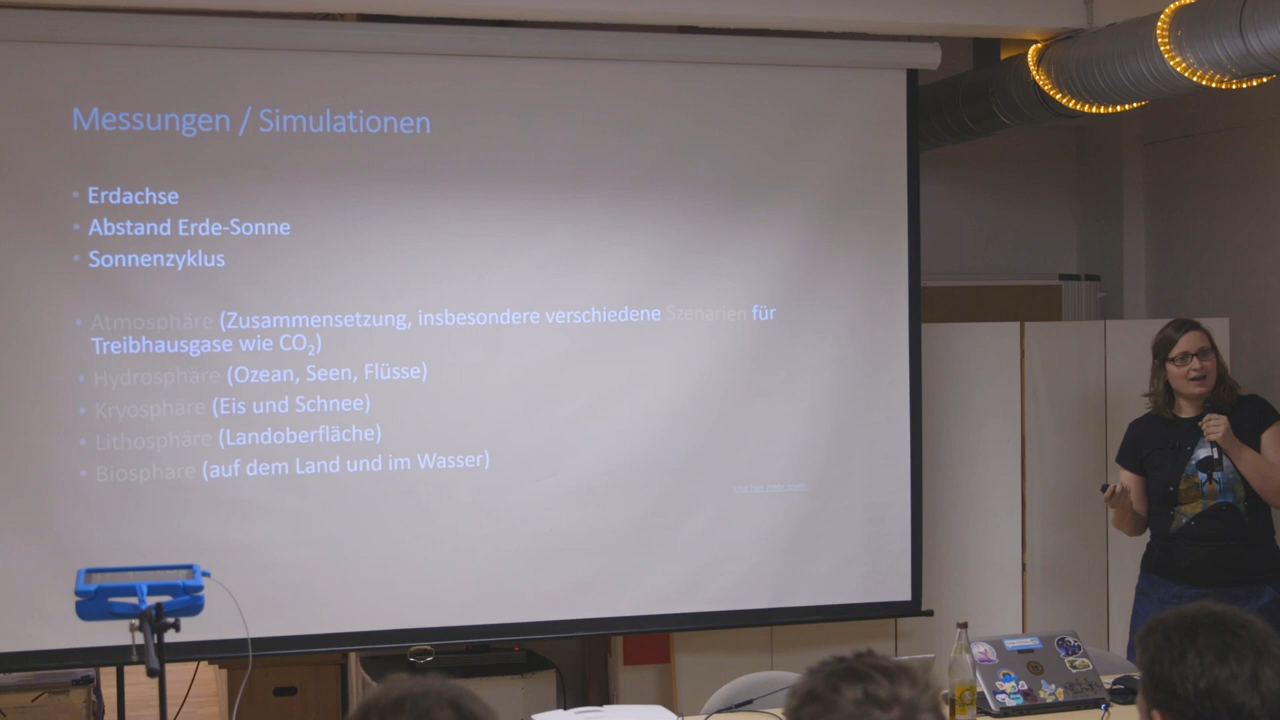 Messungen / Simulationen
• Erdachse
• Abstand Erde-Sonne
• Sonnenzyklus
• Atmosphäre (Zusammensetzung, insbesondere verschiedene Szenarien für
Treibhausgase wie CO₂)
• Hydrosphäre (Ozean, Seen, Flüsse)
• Kryosphäre (Eis und Schnee)
• Lithosphäre (Landoberfläche)
• Biosphäre (auf dem Land und im Wasser)